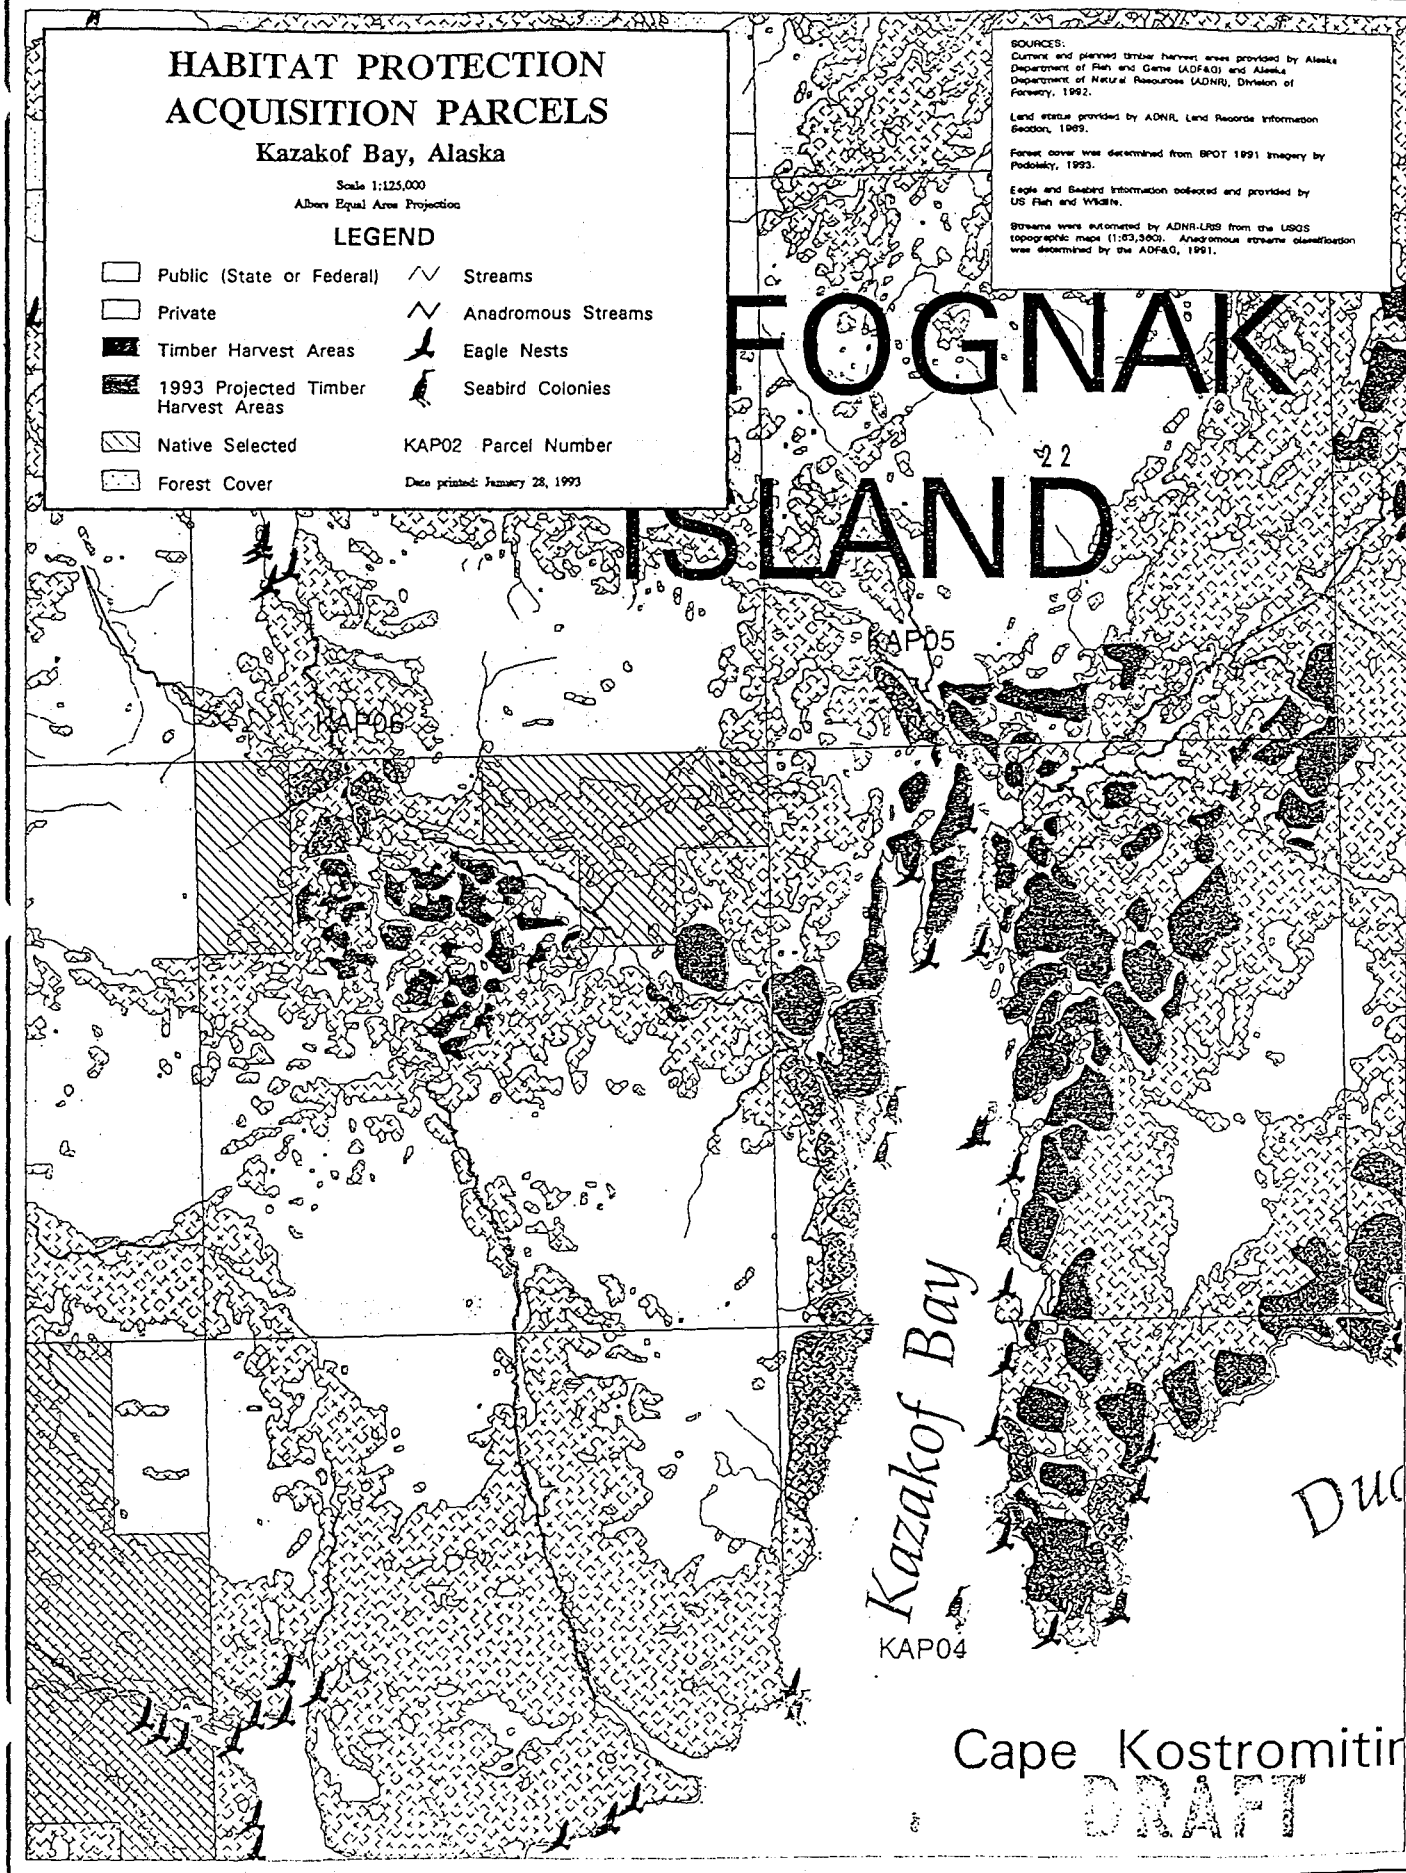 HABITAT PROTECTION
ACQUISITION PARCELS
Kazakof Bay, Alaska
Scale 1:125,000
Albers Equal Area Projection
LEGEND
Public (State or Federal)
Private
Timber Harvest Areas
1993 Projected Timber
Harvest Areas
Native Selected
Forest Cover
Streams
Anadromous Streams
Eagle Nests
Seabird Colonies
KAP02 Parcel Number
Date printed: January 28, 1993
SOURCES:
Current and planned timber harvest areas provided by Alaska
Department of Fish and Game (ADF&G) and Alaska
Department of Natural Resources (ADNR), Division of
Forestry, 1992.
Land status provided by ADNR, Land Records Information
Section, 1989.
Forest cover was determined from SPOT 1991 imagery by
Podolsky, 1993.
Eagle and Seabird information collected and provided by
US Fish and Wildlife.
Streams were automated by ADNR-LRIS from the USGS
topographic maps (1:63,360). Anadromous streams classification
was determined by the ADF&G, 1991.
FOGNAK
22
ISLAND
KAP05
KAP06
Kazakof Bay
Duc
KAP04
Cape Kostromitin
DRAFT